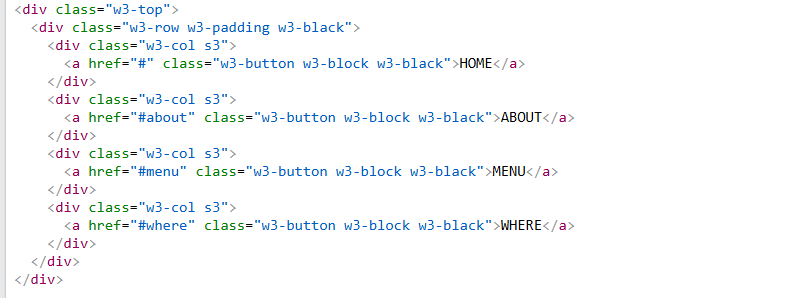 <div class="w3-top">
  <div class="w3-row w3-padding w3-black">
    <div class="w3-col s3">
      <a href="#" class="w3-button w3-block w3-black">HOME</a>
    </div>
    <div class="w3-col s3">
      <a href="#about" class="w3-button w3-block w3-black">ABOUT</a>
    </div>
    <div class="w3-col s3">
      <a href="#menu" class="w3-button w3-block w3-black">MENU</a>
    </div>
    <div class="w3-col s3">
      <a href="#where" class="w3-button w3-block w3-black">WHERE</a>
    </div>
  </div>
</div>